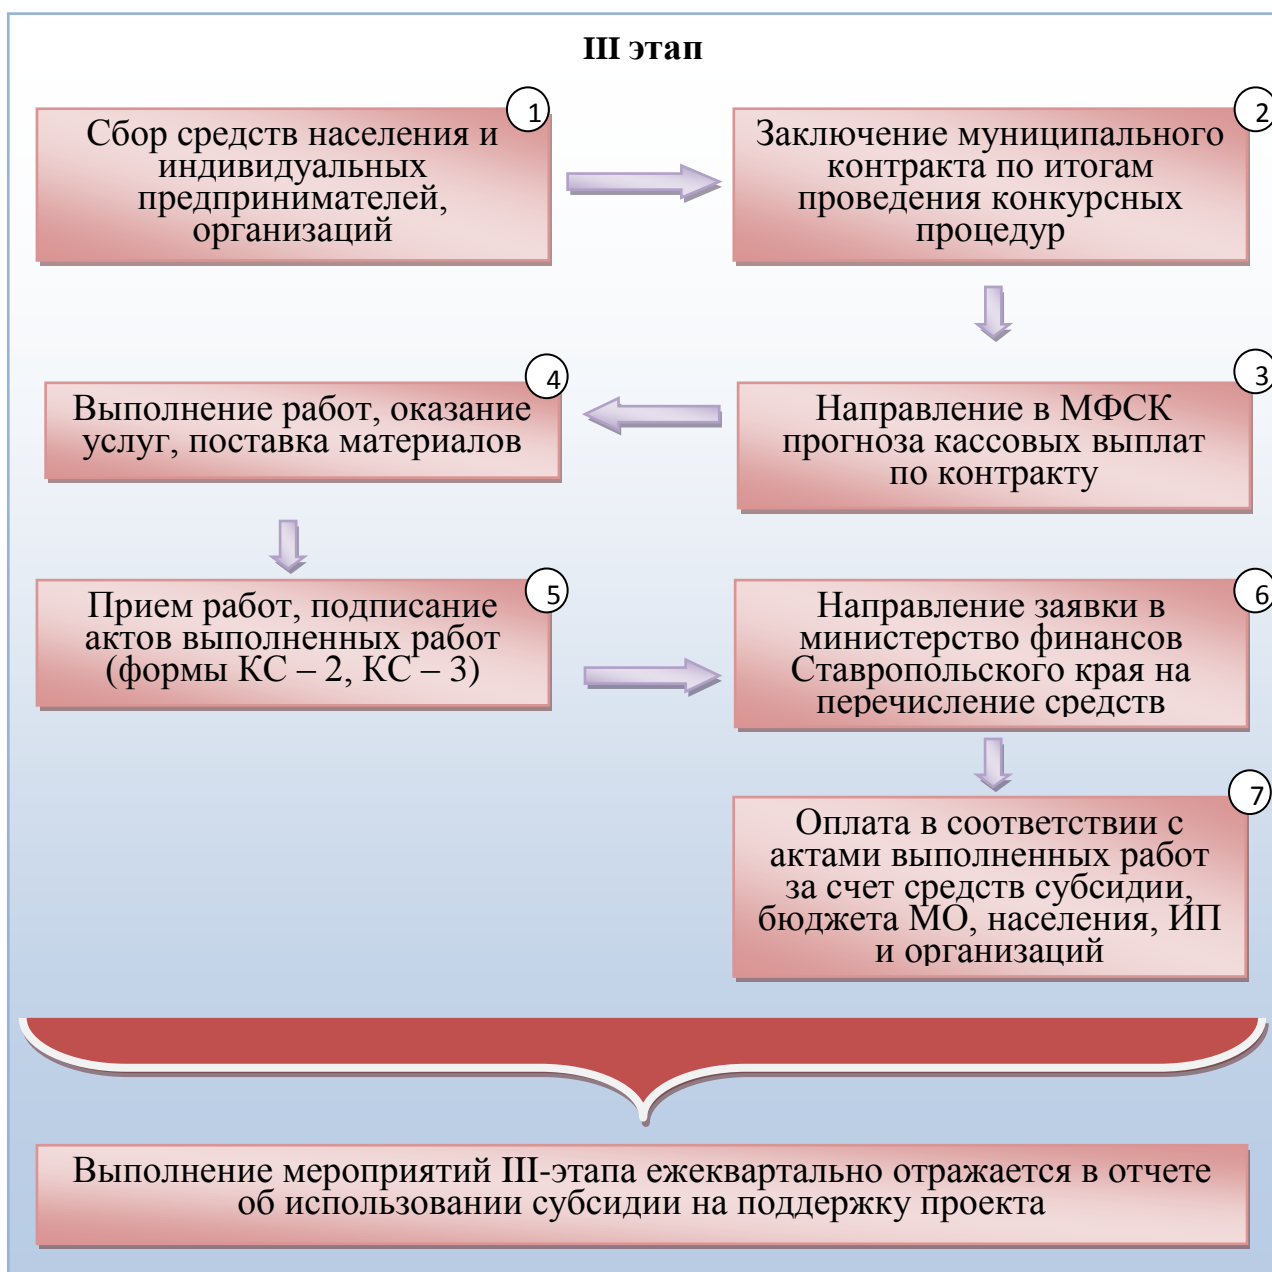 III этап
1
Сбор средств населения и
индивидуальных
предпринимателей,
организаций
2
Заключение муниципального
контракта по итогам
проведения конкурсных
процедур
3
Направление в МФСК
прогноза кассовых выплат
по контракту
4
Выполнение работ, оказание
услуг, поставка материалов
5
Прием работ, подписание
актов выполненных работ
(формы КС – 2, КС – 3)
6
Направление заявки в
министерство финансов
Ставропольского края на
перечисление средств
7
Оплата в соответствии с
актами выполненных работ
за счет средств субсидии,
бюджета МО, населения, ИП
и организаций
Выполнение мероприятий III-этапа ежеквартально отражается в отчете
об использовании субсидии на поддержку проекта